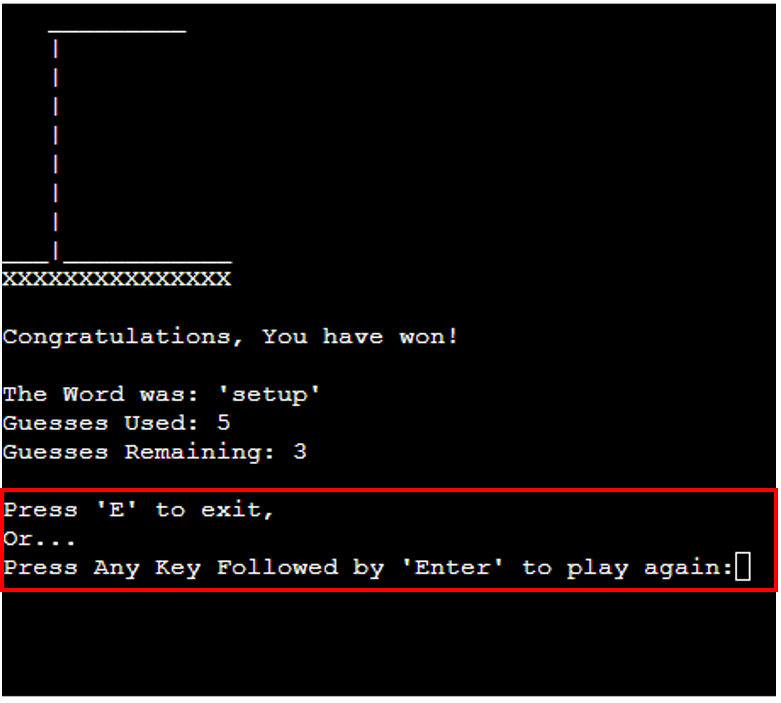 XXXXXXXXXXXXXXX
Congratulations, You have won!
The Word was: 'setup'
Guesses Used: 5
Guesses Remaining: 3
Press 'E' to exit,
Or...
Press Any Key Followed by 'Enter' to play again: